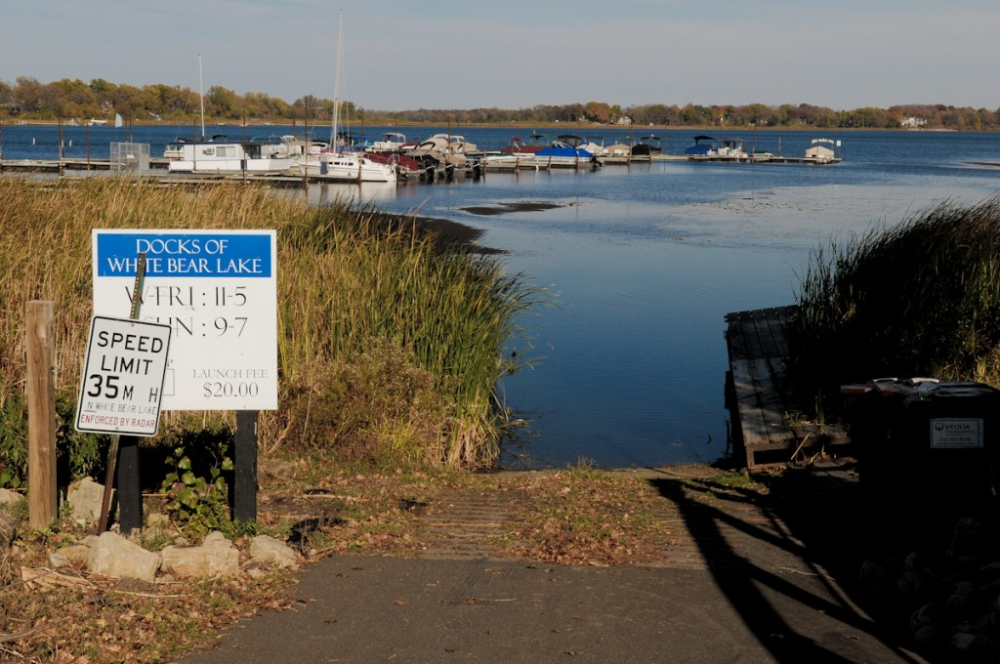 DOCKS OF
WHITE BEAR LAKE
W-FRI : 11-5
UN : 9-7
LAUNCH FEE
$20.00
SPEED
LIMIT
35 M H
N WHITE BEAR LAKE
ENFORCED BY RADAR
VEOLIA